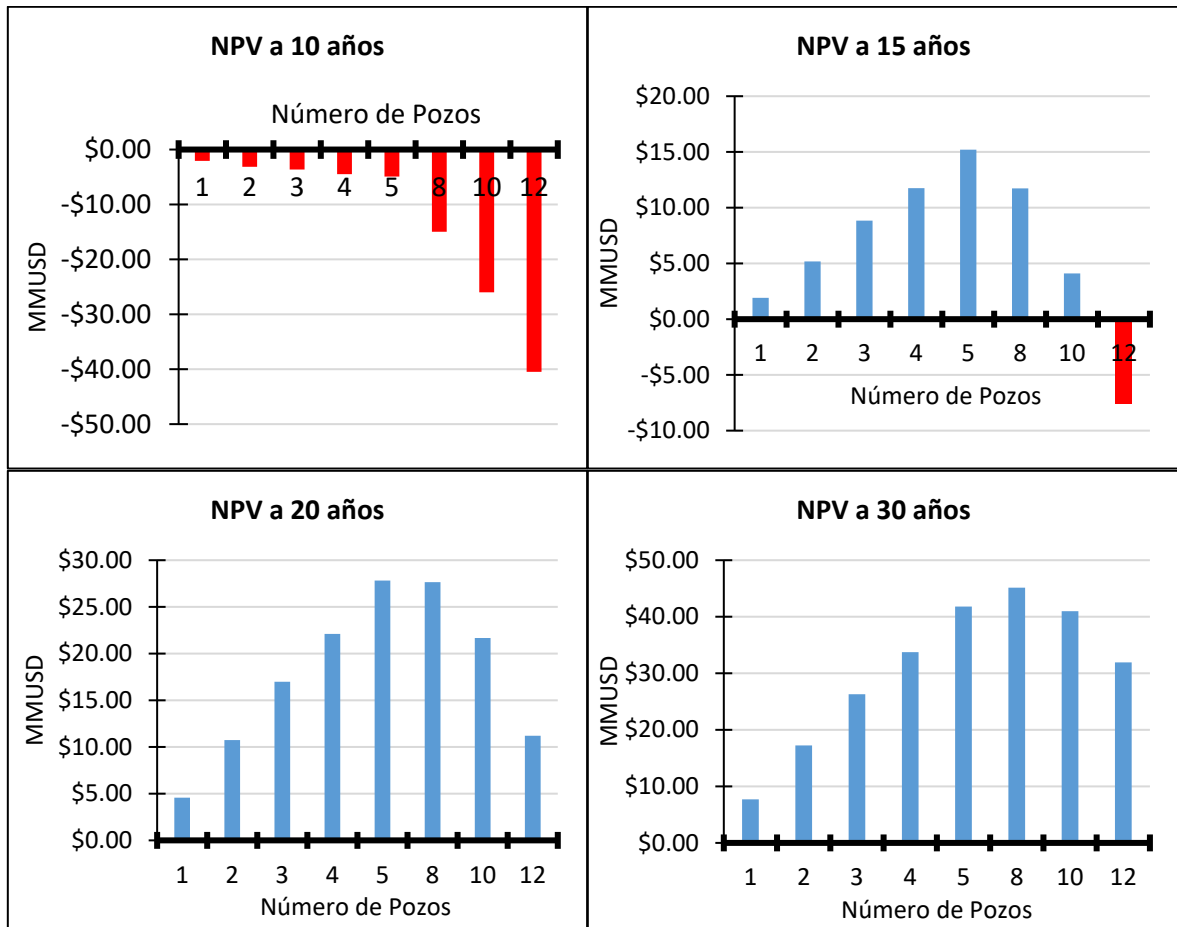 NPV a 10 años
Número de Pozos
$0.00
-$10.00
-$20.00
-$30.00
-$40.00
-$50.00
1 2 3 4 5 8 10 12
MMUSD
NPV a 15 años
$20.00
$15.00
$10.00
$5.00
$0.00
-$5.00
-$10.00
1 2 3 4 5 8 10 12
Número de Pozos
MMUSD
NPV a 20 años
$30.00
$25.00
$20.00
$15.00
$10.00
$5.00
$0.00
1 2 3 4 5 8 10 12
Número de Pozos
MMUSD
NPV a 30 años
$50.00
$40.00
$30.00
$20.00
$10.00
$0.00
1 2 3 4 5 8 10 12
Número de Pozos
MMUSD